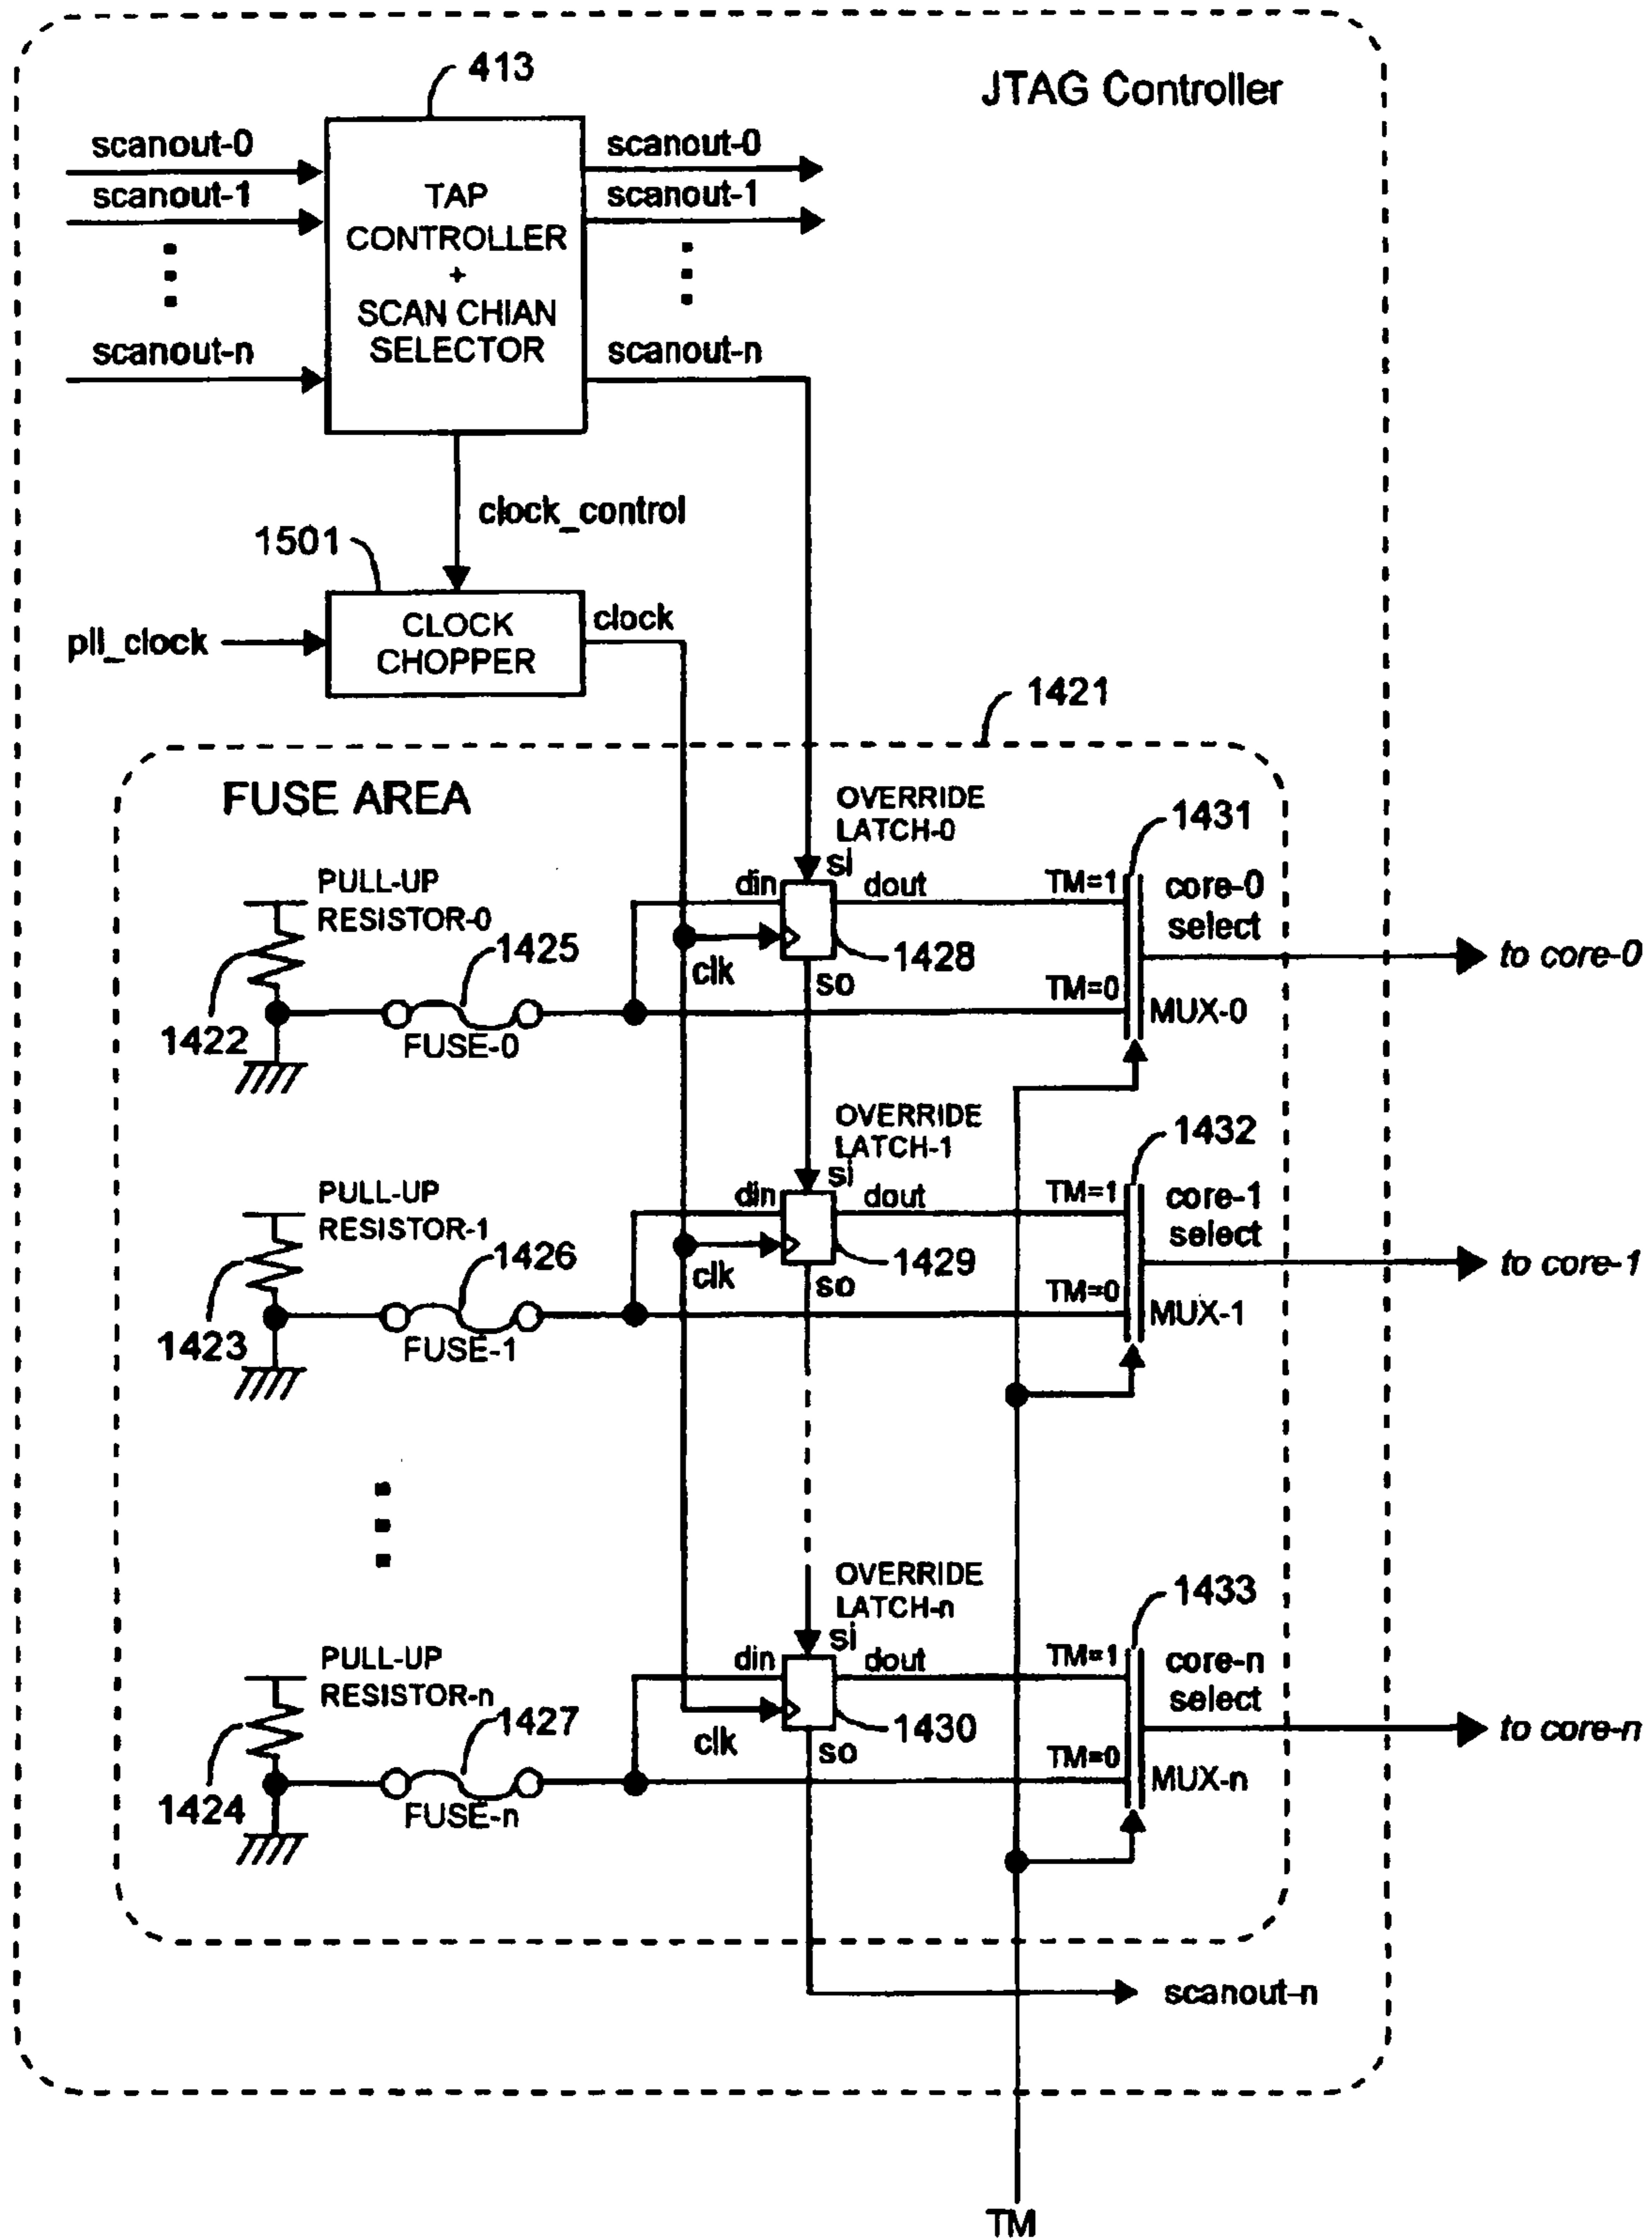 413
JTAG Controller
scanout-0
scanout-0
scanout-1
scanout-1
TAP
CONTROLLER
+
SCAN CHIAN
SELECTOR
scanout-n
scanout-n
clock_control
1501
pll_clock
CLOCK
CHOPPER
clock
1421
FUSE AREA
OVERRIDE
LATCH-0
1431
PULL-UP
RESISTOR-0
si
din
dout
TM=1
core-0
select
1425
clk
1428
to core-0
so
TM=0
MUX-0
1422
FUSE-0
OVERRIDE
LATCH-1
1432
PULL-UP
RESISTOR-1
si
din
dout
TM=1
core-1
select
1426
clk
1429
to core-1
so
TM=0
MUX-1
1423
FUSE-1
OVERRIDE
LATCH-n
1433
PULL-UP
RESISTOR-n
si
din
dout
TM=1
core-n
select
1427
clk
1430
to core-n
so
TM=0
MUX-n
1424
FUSE-n
scanout-n
TM